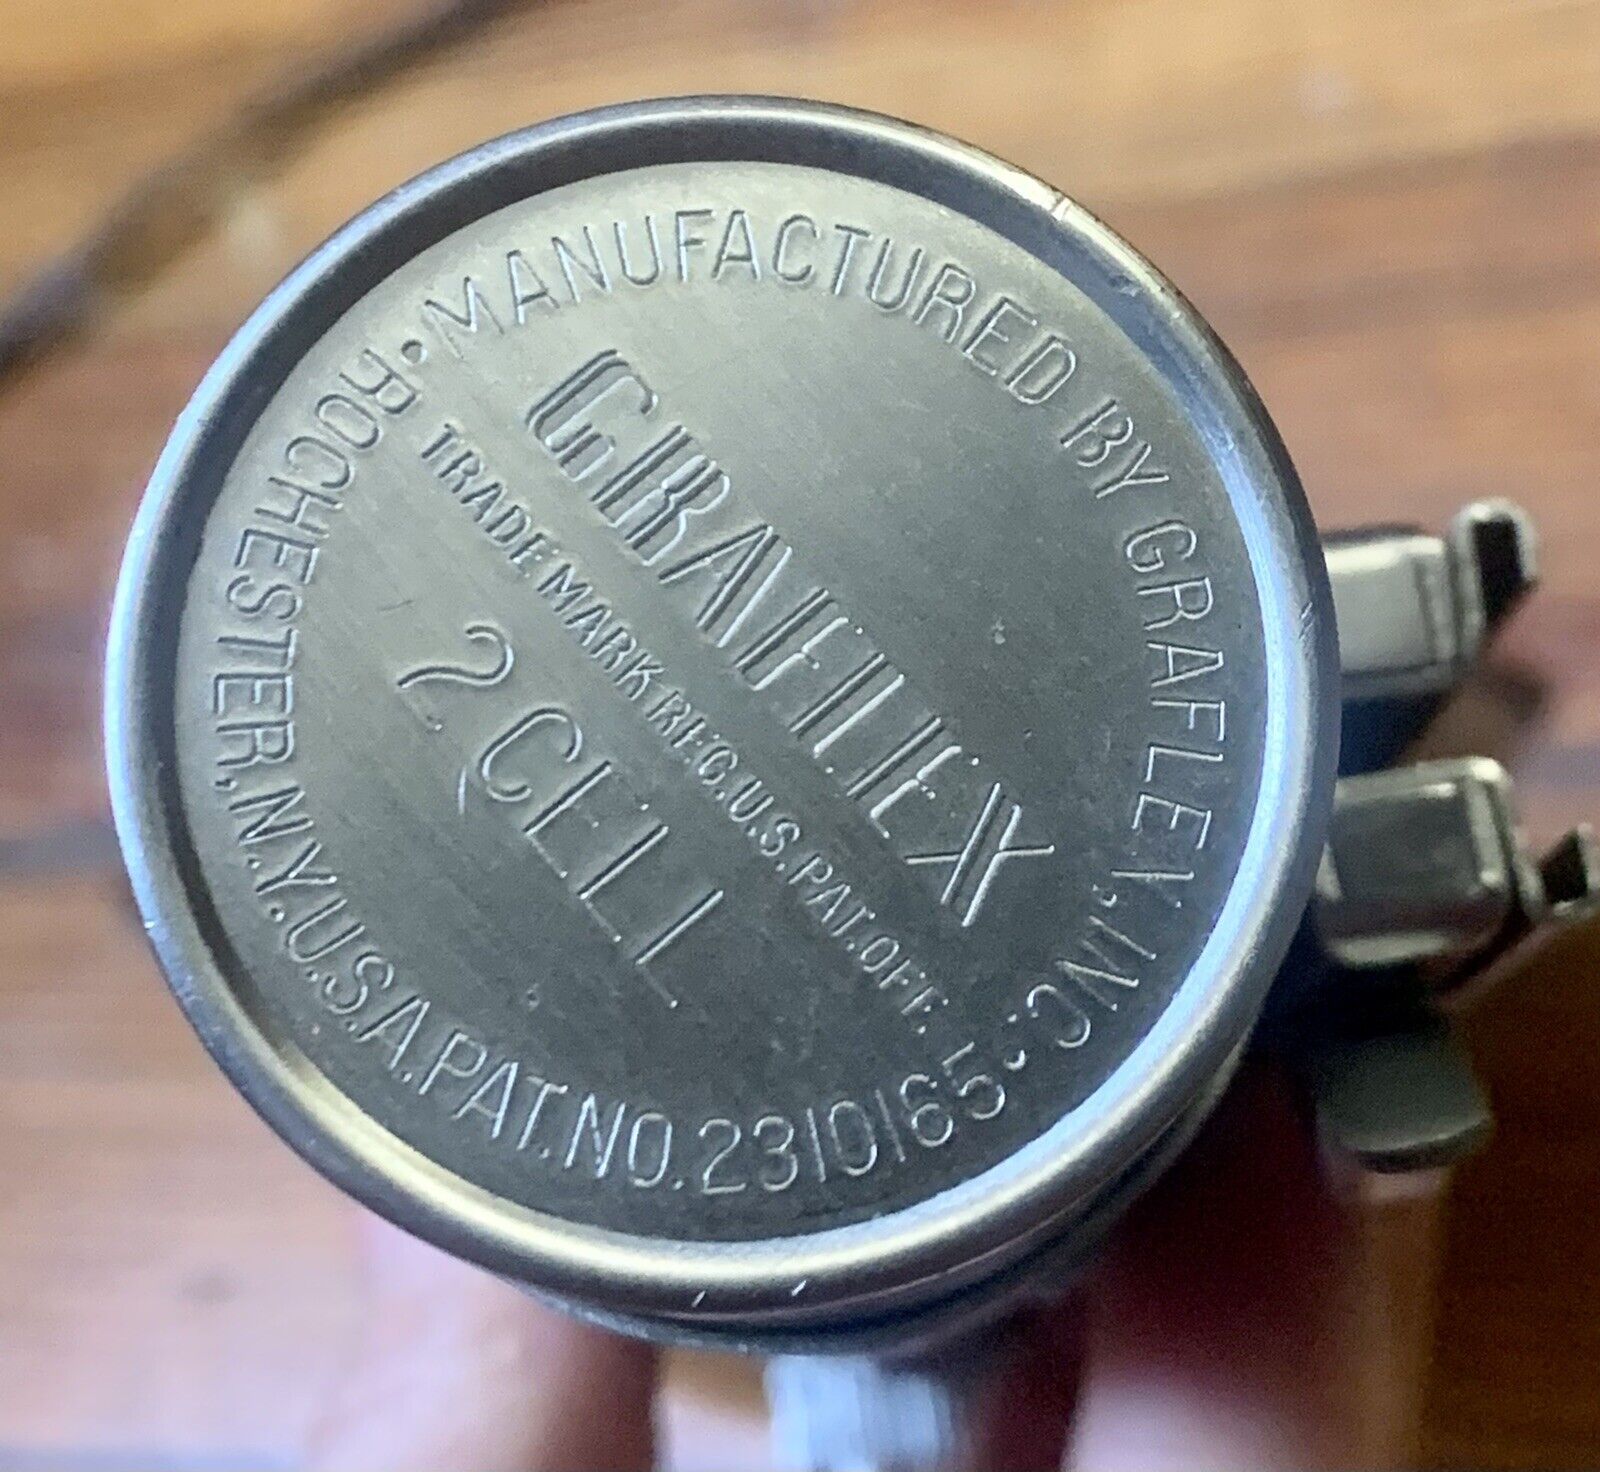 • MANUFACTURED BY GRAFLEX, INC •
ROCHESTER, N.Y. U.S.A. PAT. NO. 2310165
GRAFLEX
TRADE MARK REG. U.S. PAT. OFF.
2 CELL